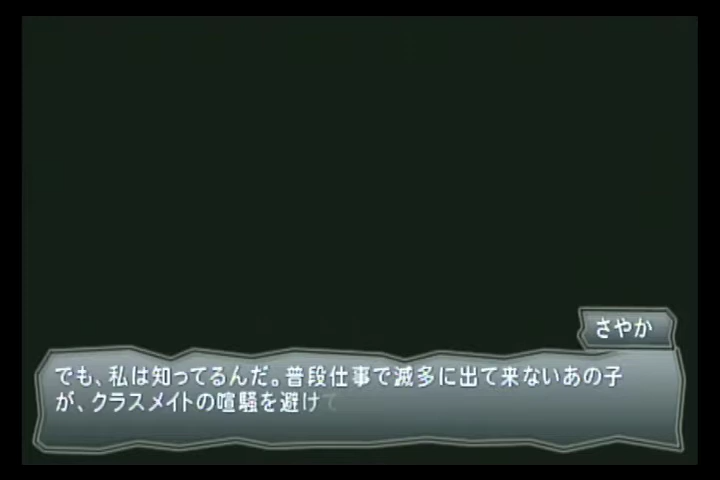 さやか
でも、私は知ってるんだ。普段仕事で滅多に出て来ないあの子
が、クラスメイトの喧騒を避けて